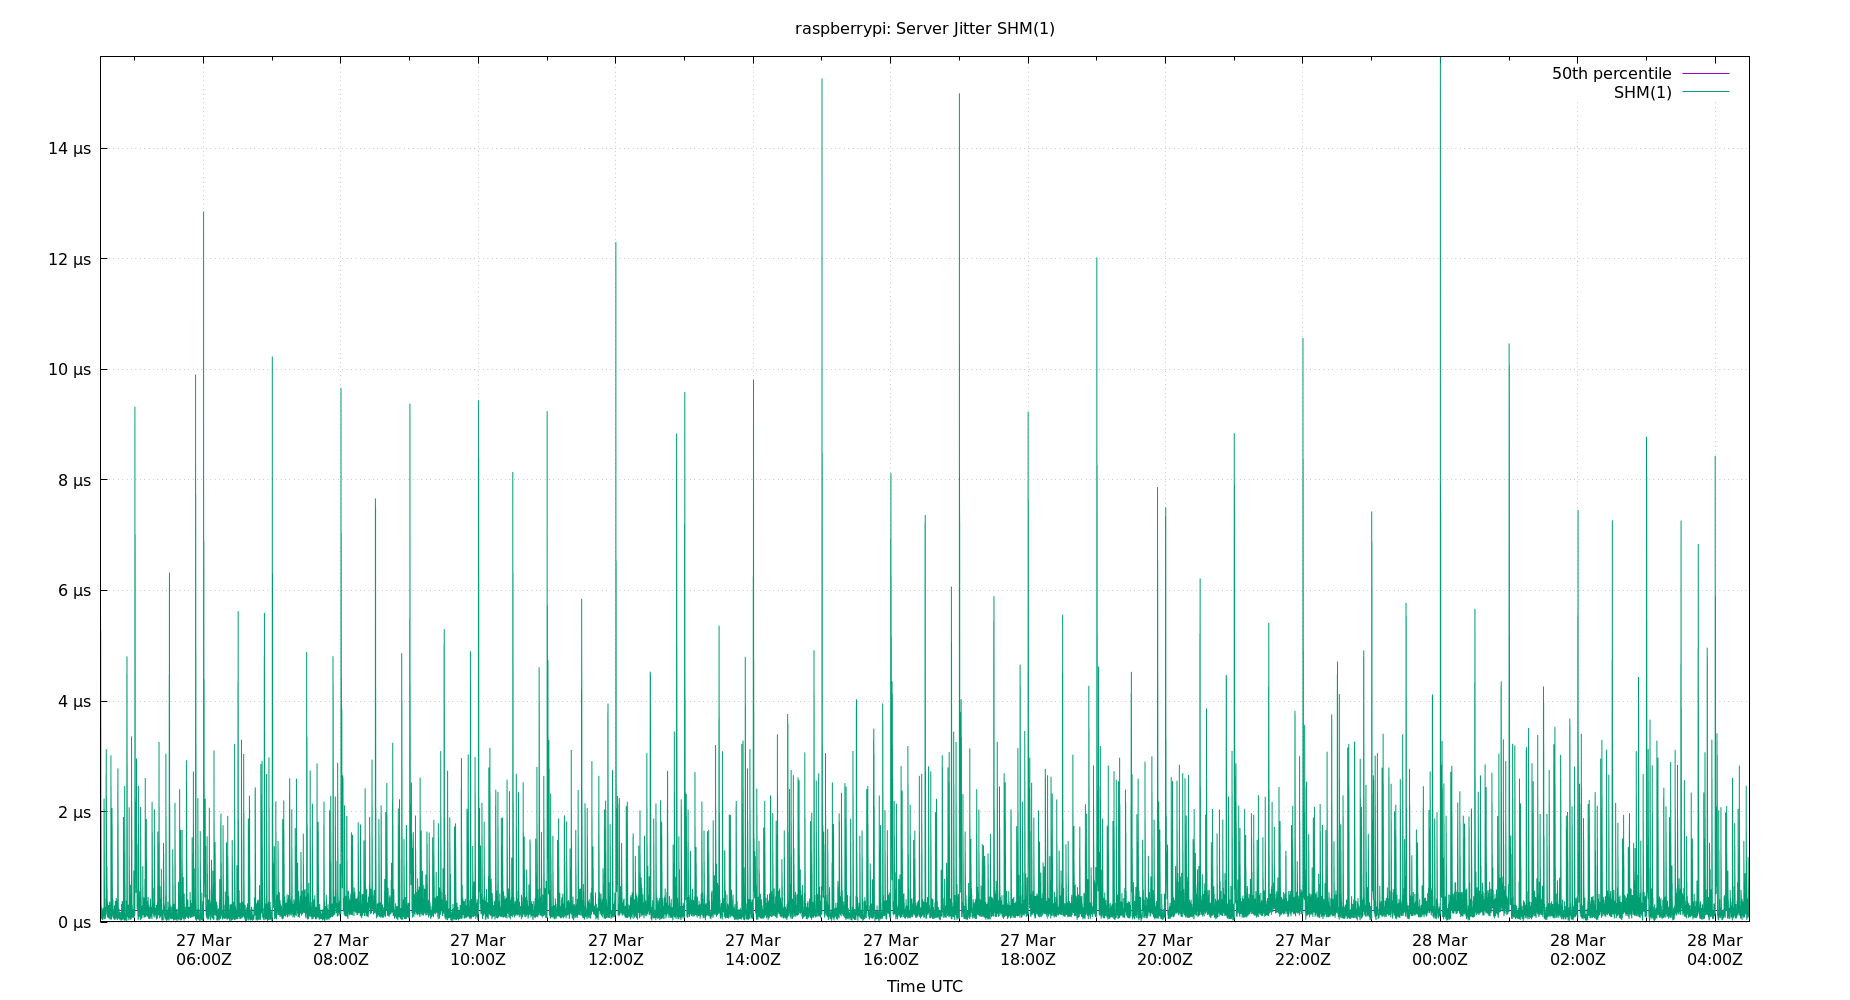 raspberrypi: Server Jitter SHM(1)
50th percentile
SHM(1)
14 µs
12 µs
10 µs
8 µs
6 µs
4 µs
2 µs
0 µs
27 Mar 27 Mar 27 Mar 27 Mar 27 Mar 27 Mar 27 Mar 27 Mar 27 Mar 28 Mar 28 Mar 28 Mar
06:00Z 08:00Z 10:00Z 12:00Z 14:00Z 16:00Z 18:00Z 20:00Z 22:00Z 00:00Z 02:00Z 04:00Z
Time UTC